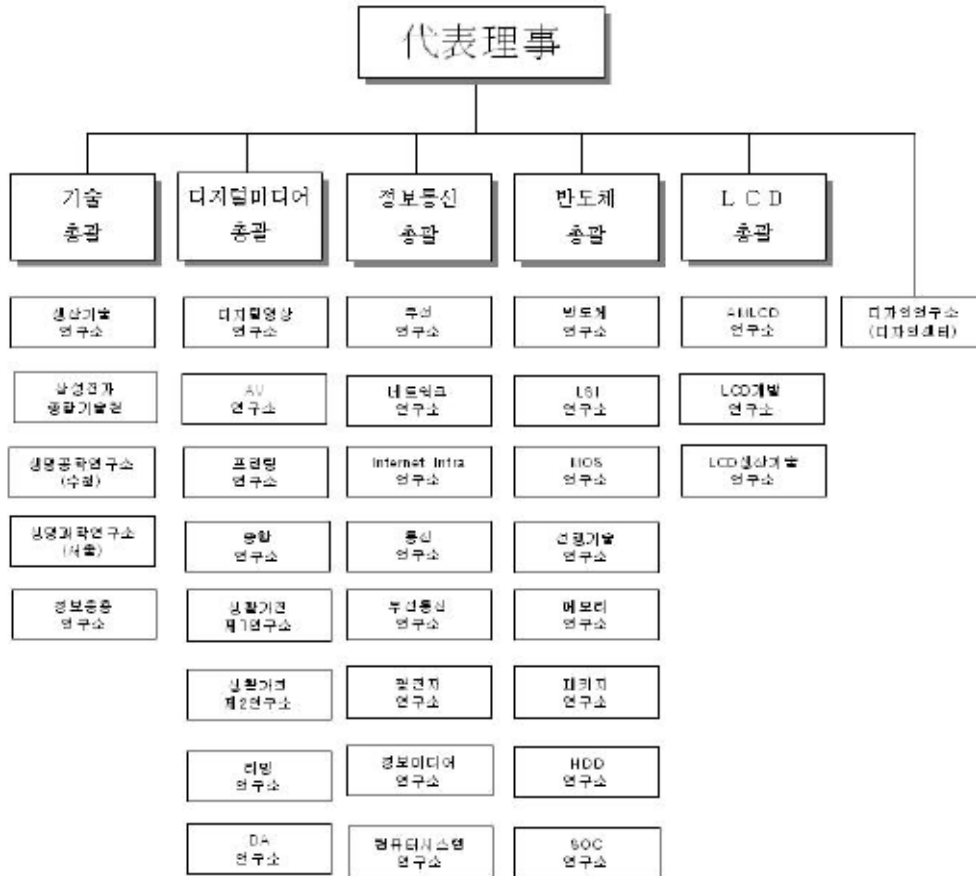 代表理事
기술
총괄
디지털미디어
총괄
정보통신
총괄
반도체
총괄
L C D
총괄
생산기술
연구소
삼성전자
종합기술원
생명공학연구소
(수원)
생명과학연구소
(서울)
정보응용
연구소
디지털영상
연구소
AV
연구소
프린팅
연구소
종합
연구소
생활가전
제1연구소
생활가전
제2연구소
리빙
연구소
DA
연구소
무선
연구소
네트워크
연구소
Internet Infra
연구소
통신
연구소
무선통신
연구소
연구소
정보미디어
연구소
컴퓨터시스템
연구소
반도체
연구소
LSI
연구소
MOS
연구소
선행기술
연구소
메모리
연구소
패키지
연구소
HDD
연구소
SOC
연구소
AMLCD
연구소
LCD개발
연구소
LCD생산기술
연구소
디자인연구소
(디자인센터)